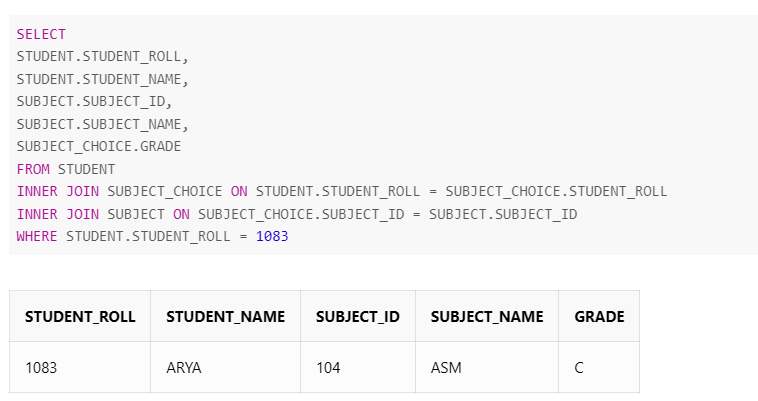 SELECT
STUDENT.STUDENT_ROLL,
STUDENT.STUDENT_NAME,
SUBJECT.SUBJECT_ID,
SUBJECT.SUBJECT_NAME,
SUBJECT_CHOICE.GRADE
FROM STUDENT
INNER JOIN SUBJECT_CHOICE ON STUDENT.STUDENT_ROLL = SUBJECT_CHOICE.STUDENT_ROLL
INNER JOIN SUBJECT ON SUBJECT_CHOICE.SUBJECT_ID = SUBJECT.SUBJECT_ID
WHERE STUDENT.STUDENT_ROLL = 1083
STUDENT_ROLL STUDENT_NAME SUBJECT_ID SUBJECT_NAME GRADE
1083 ARYA 104 ASM C